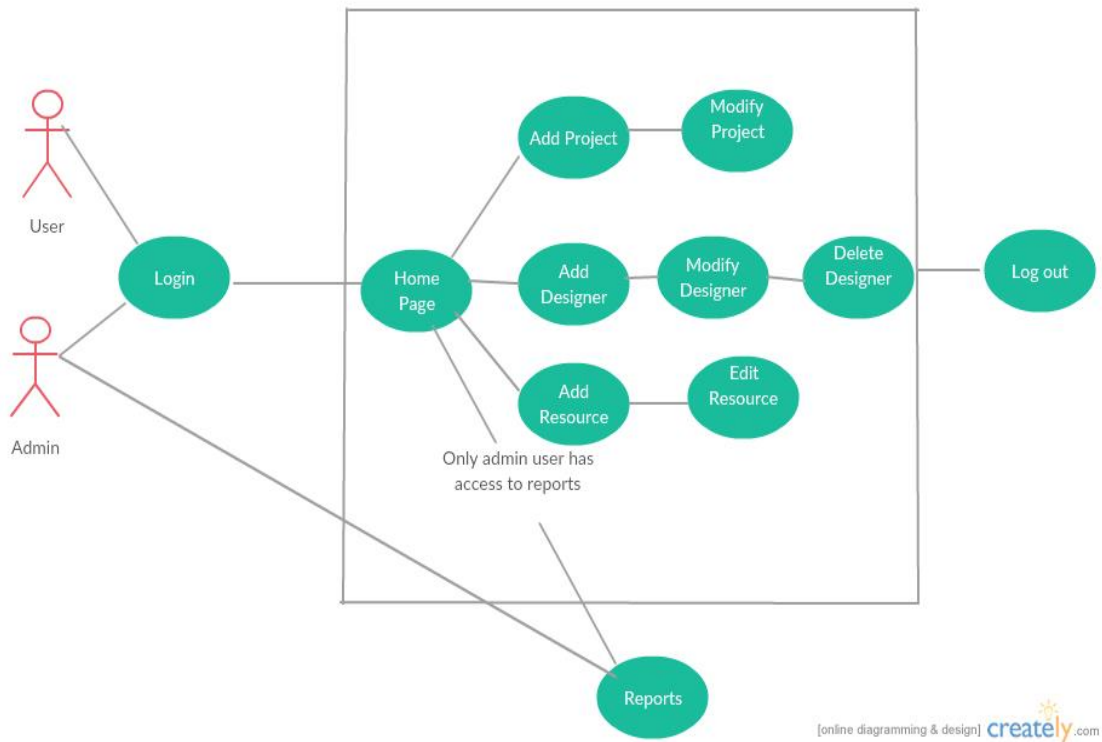 User
Admin
Login
Home
Page
Add Project
Modify
Project
Add
Designer
Modify
Designer
Delete
Designer
Add
Resource
Edit
Resource
Log out
Only admin user has
access to reports
Reports
[online diagramming & design] creately.com